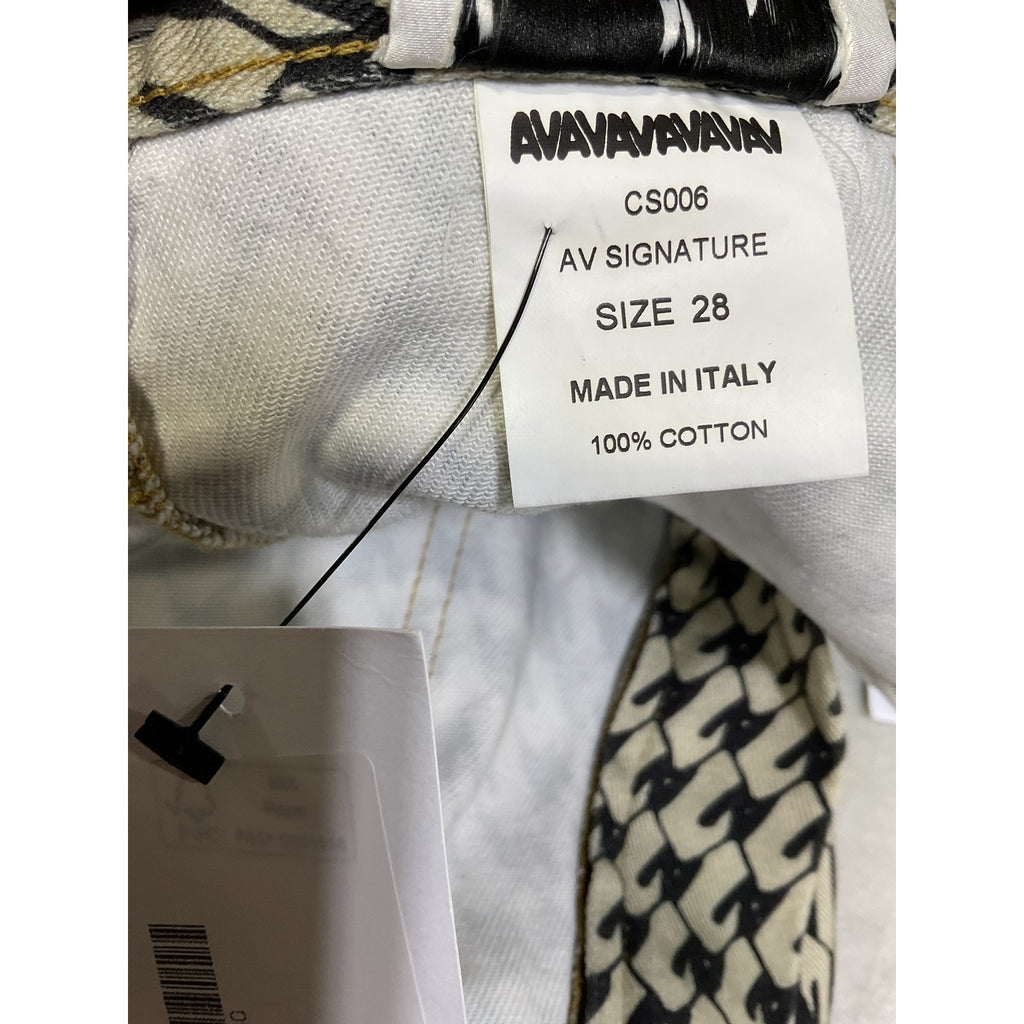 AVAVAVAVAVAV
CS006
AV SIGNATURE
SIZE 28
MADE IN ITALY
100% COTTON